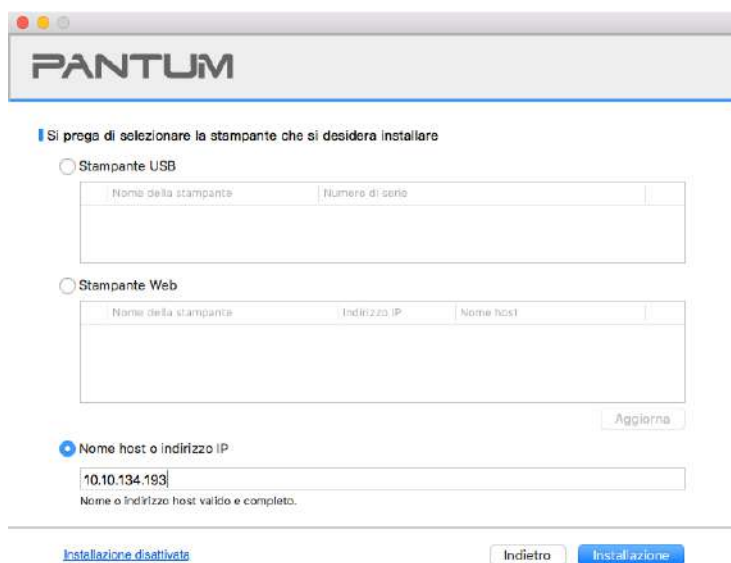 PANTUM
Si prega di selezionare la stampante che si desidera installare
Stampante USB
Nome della stampante Numero di serie
Stampante Web
Nome della stampante Indirizzo IP Nome host
Aggiorna
Nome host o indirizzo IP
10.10.134.193
Nome o indirizzo host valido e completo.
Installazione disattivata Indietro Installazione